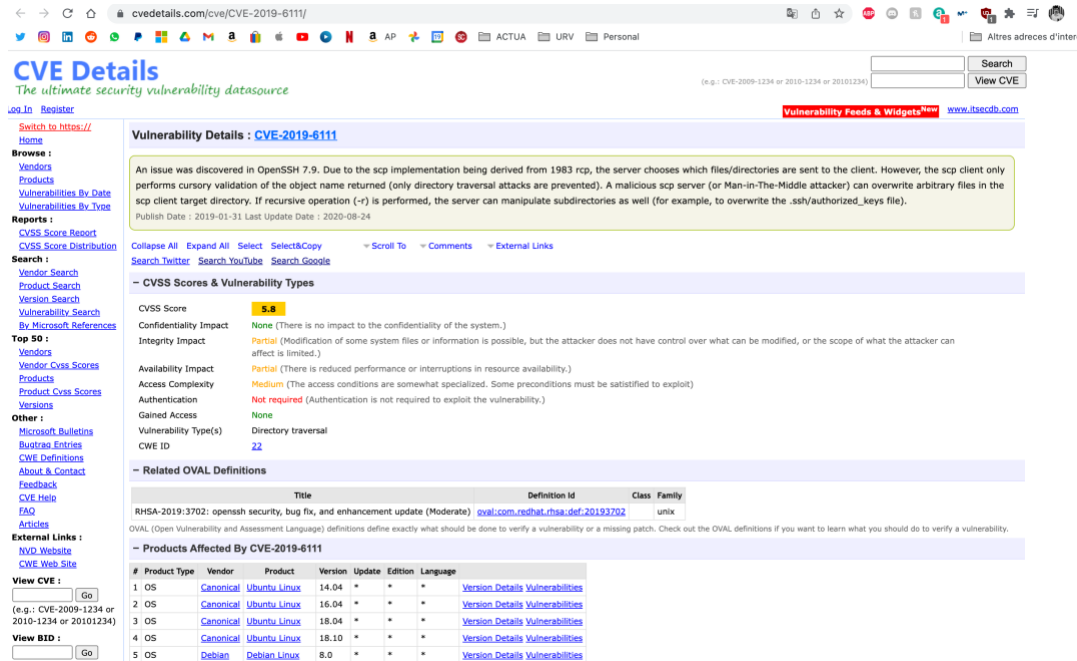 cvedetails.com/cve/CVE-2019-6111/
AP
ACTUA
URV
Personal
Altres adreces d'inter
CVE Details
The ultimate security vulnerability datasource
(e.g.: CVE-2009-1234 or 2010-1234 or 20101234)
Search
View CVE
Log In Register
Vulnerability Feeds & Widgets New www.itsecdb.com
Switch to https://
Home
Browse :
Vendors
Products
Vulnerabilities By Date
Vulnerabilities By Type
Reports :
CVSS Score Report
CVSS Score Distribution
Search :
Vendor Search
Product Search
Version Search
Vulnerability Search
By Microsoft References
Top 50 :
Vendors
Vendor Cvss Scores
Products
Product Cvss Scores
Versions
Other :
Microsoft Bulletins
Bugtraq Entries
CWE Definitions
About & Contact
Feedback
CVE Help
FAQ
Articles
External Links :
NVD Website
CWE Web Site
View CVE :
Go
(e.g.: CVE-2009-1234 or
2010-1234 or 20101234)
View BID :
Go
Vulnerability Details : CVE-2019-6111
An issue was discovered in OpenSSH 7.9. Due to the scp implementation being derived from 1983 rcp, the server chooses which files/directories are sent to the client. However, the scp client only
performs cursory validation of the object name returned (only directory traversal attacks are prevented). A malicious scp server (or Man-in-The-Middle attacker) can overwrite arbitrary files in the
scp client target directory. If recursive operation (-r) is performed, the server can manipulate subdirectories as well (for example, to overwrite the .ssh/authorized_keys file).
Publish Date : 2019-01-31 Last Update Date : 2020-08-24
Collapse All Expand All Select Select&Copy Scroll To Comments External Links
Search Twitter Search YouTube Search Google
− CVSS Scores & Vulnerability Types
CVSS Score 5.8
Confidentiality Impact None (There is no impact to the confidentiality of the system.)
Integrity Impact Partial (Modification of some system files or information is possible, but the attacker does not have control over what can be modified, or the scope of what the attacker can
affect is limited.)
Availability Impact Partial (There is reduced performance or interruptions in resource availability.)
Access Complexity Medium (The access conditions are somewhat specialized. Some preconditions must be satistified to exploit)
Authentication Not required (Authentication is not required to exploit the vulnerability.)
Gained Access None
Vulnerability Type(s) Directory traversal
CWE ID 22
− Related OVAL Definitions
Title Definition Id Class Family
RHSA-2019:3702: openssh security, bug fix, and enhancement update (Moderate) oval:com.redhat.rhsa:def:20193702 unix
OVAL (Open Vulnerability and Assessment Language) definitions define exactly what should be done to verify a vulnerability or a missing patch. Check out the OVAL definitions if you want to learn what you should do to verify a vulnerability.
− Products Affected By CVE-2019-6111
# Product Type Vendor Product Version Update Edition Language
1 OS Canonical Ubuntu Linux 14.04 * * * Version Details Vulnerabilities
2 OS Canonical Ubuntu Linux 16.04 * * * Version Details Vulnerabilities
3 OS Canonical Ubuntu Linux 18.04 * * * Version Details Vulnerabilities
4 OS Canonical Ubuntu Linux 18.10 * * * Version Details Vulnerabilities
5 OS Debian Debian Linux 8.0 * * * Version Details Vulnerabilities